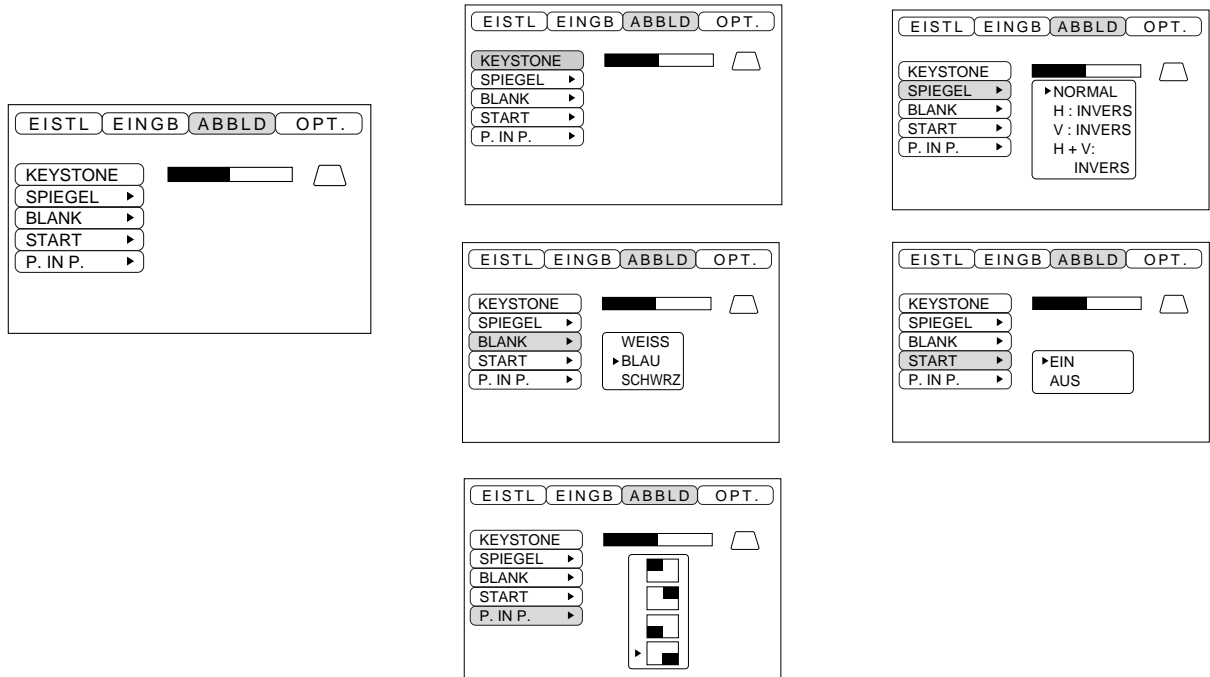 EISTL EINGB ABBLD OPT.
KEYSTONE
SPIEGEL
BLANK
START
P. IN P.
EISTL EINGB ABBLD OPT.
KEYSTONE
SPIEGEL
BLANK
START
P. IN P.
EISTL EINGB ABBLD OPT.
KEYSTONE
SPIEGEL
BLANK
START
P. IN P.
NORMAL
H : INVERS
V : INVERS
H + V:
INVERS
EISTL EINGB ABBLD OPT.
KEYSTONE
SPIEGEL
BLANK
START
P. IN P.
WEISS
BLAU
SCHWRZ
EISTL EINGB ABBLD OPT.
KEYSTONE
SPIEGEL
BLANK
START
P. IN P.
EIN
AUS
EISTL EINGB ABBLD OPT.
KEYSTONE
SPIEGEL
BLANK
START
P. IN P.